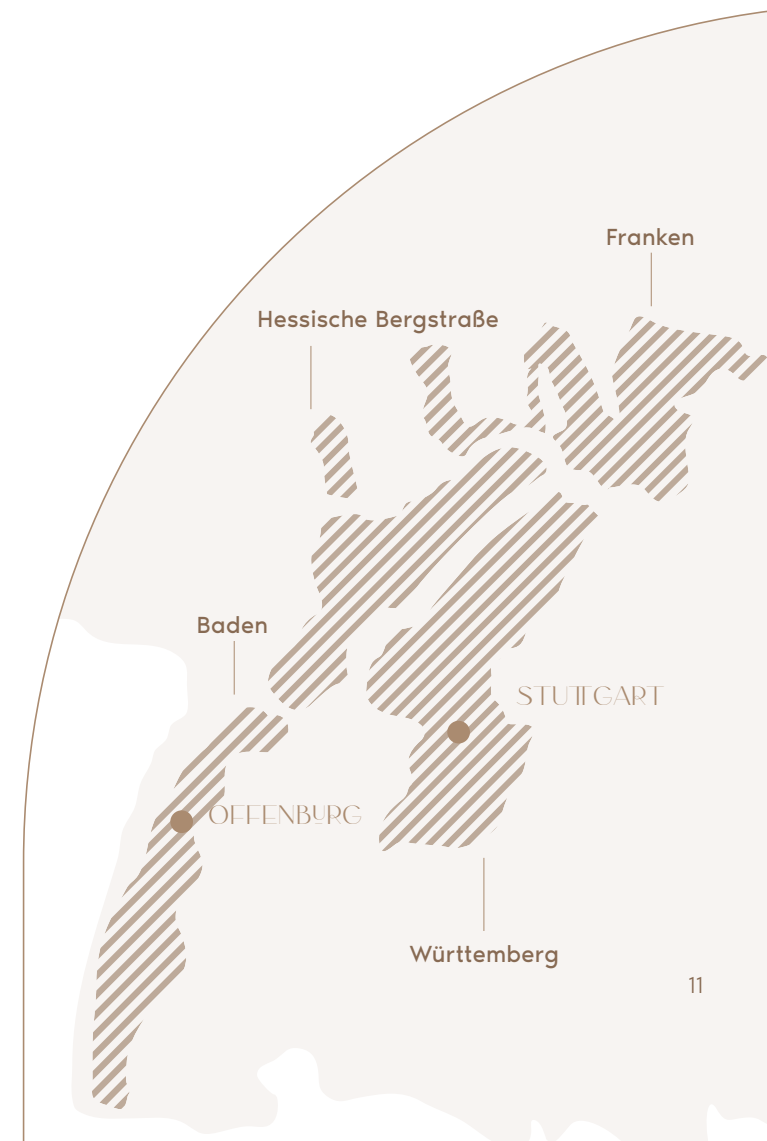 Franken
Hessische Bergstraße
Baden
STUTTGART
OFFENBURG
Württemberg
11